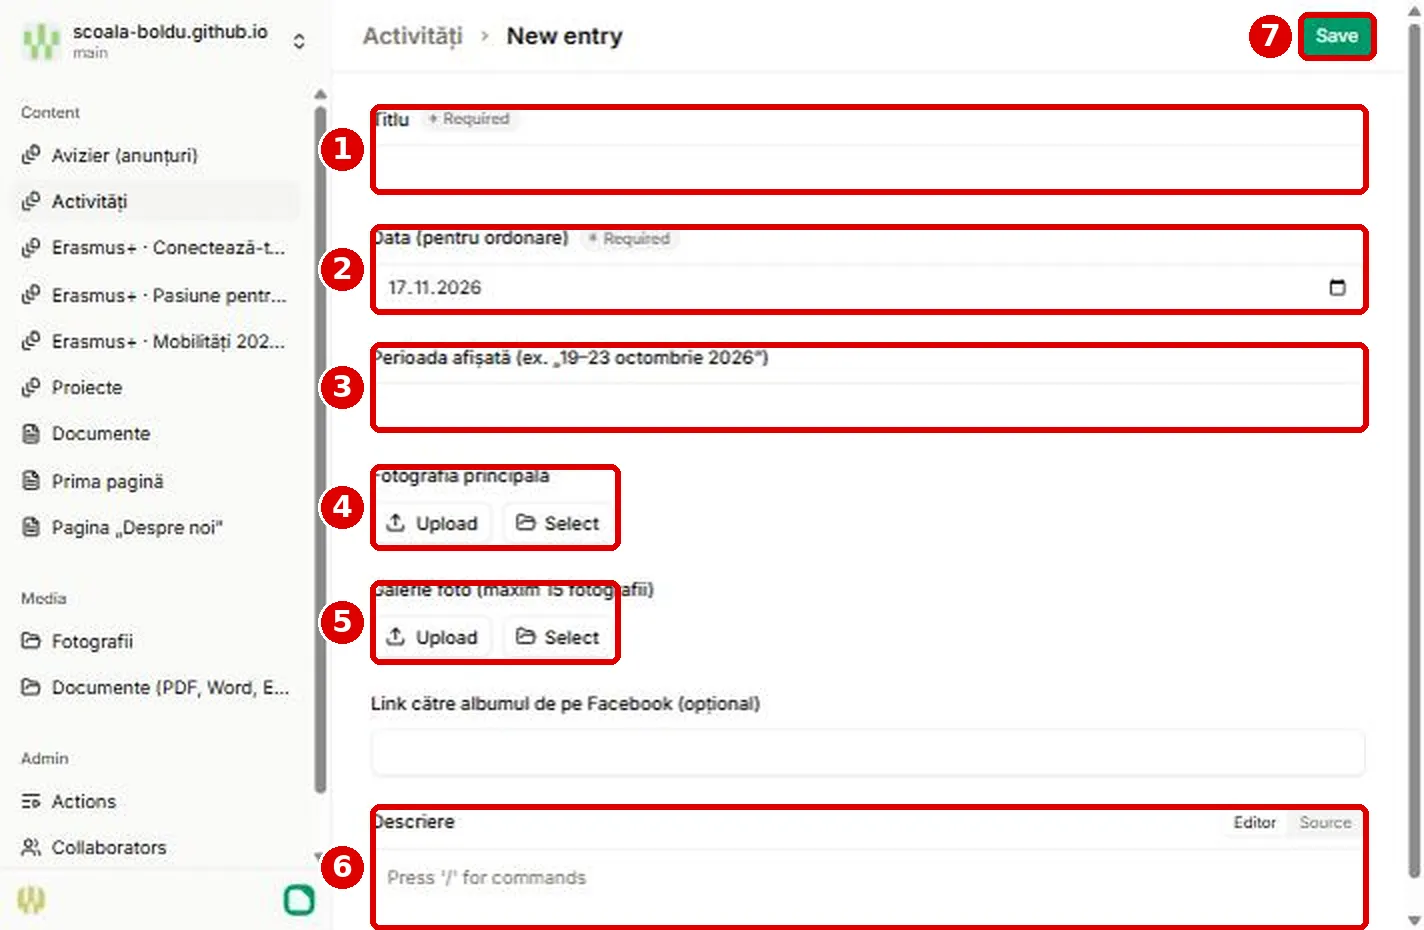 scoala-boldu.github.io
main
Content
Avizier (anunțuri)
Activități
Erasmus+ · Conectează-t...
Erasmus+ · Pasiune pentr...
Erasmus+ · Mobilități 202...
Proiecte
Documente
Prima pagină
Pagina „Despre noi”
Media
Fotografii
Documente (PDF, Word, E...
Admin
Actions
Collaborators
Activități › New entry
7 Save
1
Titlu * Required
2
Data (pentru ordonare) * Required
17.11.2026
3
Perioada afișată (ex. „19–23 octombrie 2026”)
4
Fotografia principală
Upload Select
5
Galerie foto (maxim 15 fotografii)
Upload Select
Link către albumul de pe Facebook (opțional)
6
Descriere Editor Source
Press '/' for commands